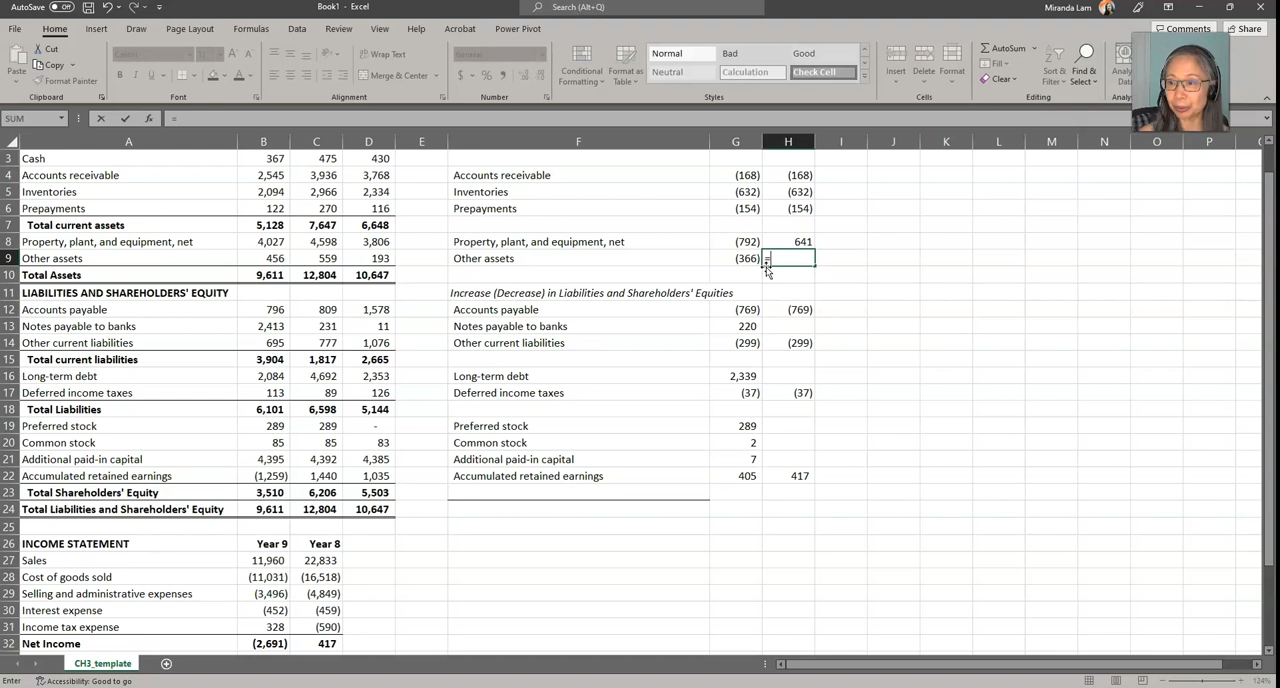 AutoSave Off Book1 - Excel Search (Alt+Q) Miranda Lam
File Home Insert Draw Page Layout Formulas Data Review View Help Acrobat Power Pivot Comments Share
Cut
Copy
Format Painter
Paste
Clipboard
Calibri 11
B I U A
Font
Wrap Text
Merge & Center
Alignment
General
$ % ,
Number
Conditional Formatting
Format as Table
Normal Bad Good
Neutral Calculation Check Cell
Styles
Insert Delete Format
Cells
AutoSum
Fill
Clear
Sort & Filter
Find & Select
Editing
SUM fx =
A B C D E F G H I J K L M N O P
3 Cash 367 475 430
4 Accounts receivable 2,545 3,936 3,768 Accounts receivable (168) (168)
5 Inventories 2,094 2,966 2,334 Inventories (632) (632)
6 Prepayments 122 270 116 Prepayments (154) (154)
7 Total current assets 5,128 7,647 6,648
8 Property, plant, and equipment, net 4,027 4,598 3,806 Property, plant, and equipment, net (792) 641
9 Other assets 456 559 193 Other assets (366) =
10 Total Assets 9,611 12,804 10,647
11 LIABILITIES AND SHAREHOLDERS' EQUITY Increase (Decrease) in Liabilities and Shareholders' Equities
12 Accounts payable 796 809 1,578 Accounts payable (769) (769)
13 Notes payable to banks 2,413 231 11 Notes payable to banks 220
14 Other current liabilities 695 777 1,076 Other current liabilities (299) (299)
15 Total current liabilities 3,904 1,817 2,665
16 Long-term debt 2,084 4,692 2,353 Long-term debt 2,339
17 Deferred income taxes 113 89 126 Deferred income taxes (37) (37)
18 Total Liabilities 6,101 6,598 5,144
19 Preferred stock 289 289 - Preferred stock 289
20 Common stock 85 85 83 Common stock 2
21 Additional paid-in capital 4,395 4,392 4,385 Additional paid-in capital 7
22 Accumulated retained earnings (1,259) 1,440 1,035 Accumulated retained earnings 405 417
23 Total Shareholders' Equity 3,510 6,206 5,503
24 Total Liabilities and Shareholders' Equity 9,611 12,804 10,647
25
26 INCOME STATEMENT Year 9 Year 8
27 Sales 11,960 22,833
28 Cost of goods sold (11,031) (16,518)
29 Selling and administrative expenses (3,496) (4,849)
30 Interest expense (452) (459)
31 Income tax expense 328 (590)
32 Net Income (2,691) 417
CH3_template
Enter Accessibility: Good to go 124%